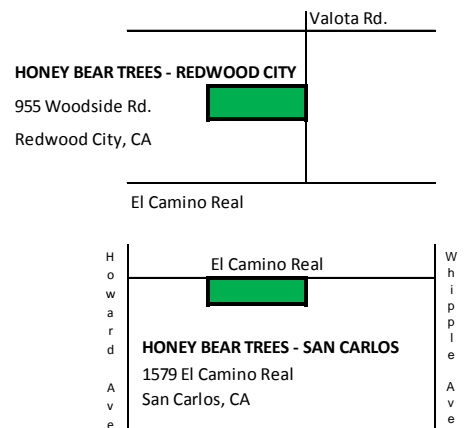 Valota Rd.
HONEY BEAR TREES - REDWOOD CITY
955 Woodside Rd.
Redwood City, CA
El Camino Real
El Camino Real
Howard Ave
Whipple Ave
HONEY BEAR TREES - SAN CARLOS
1579 El Camino Real
San Carlos, CA